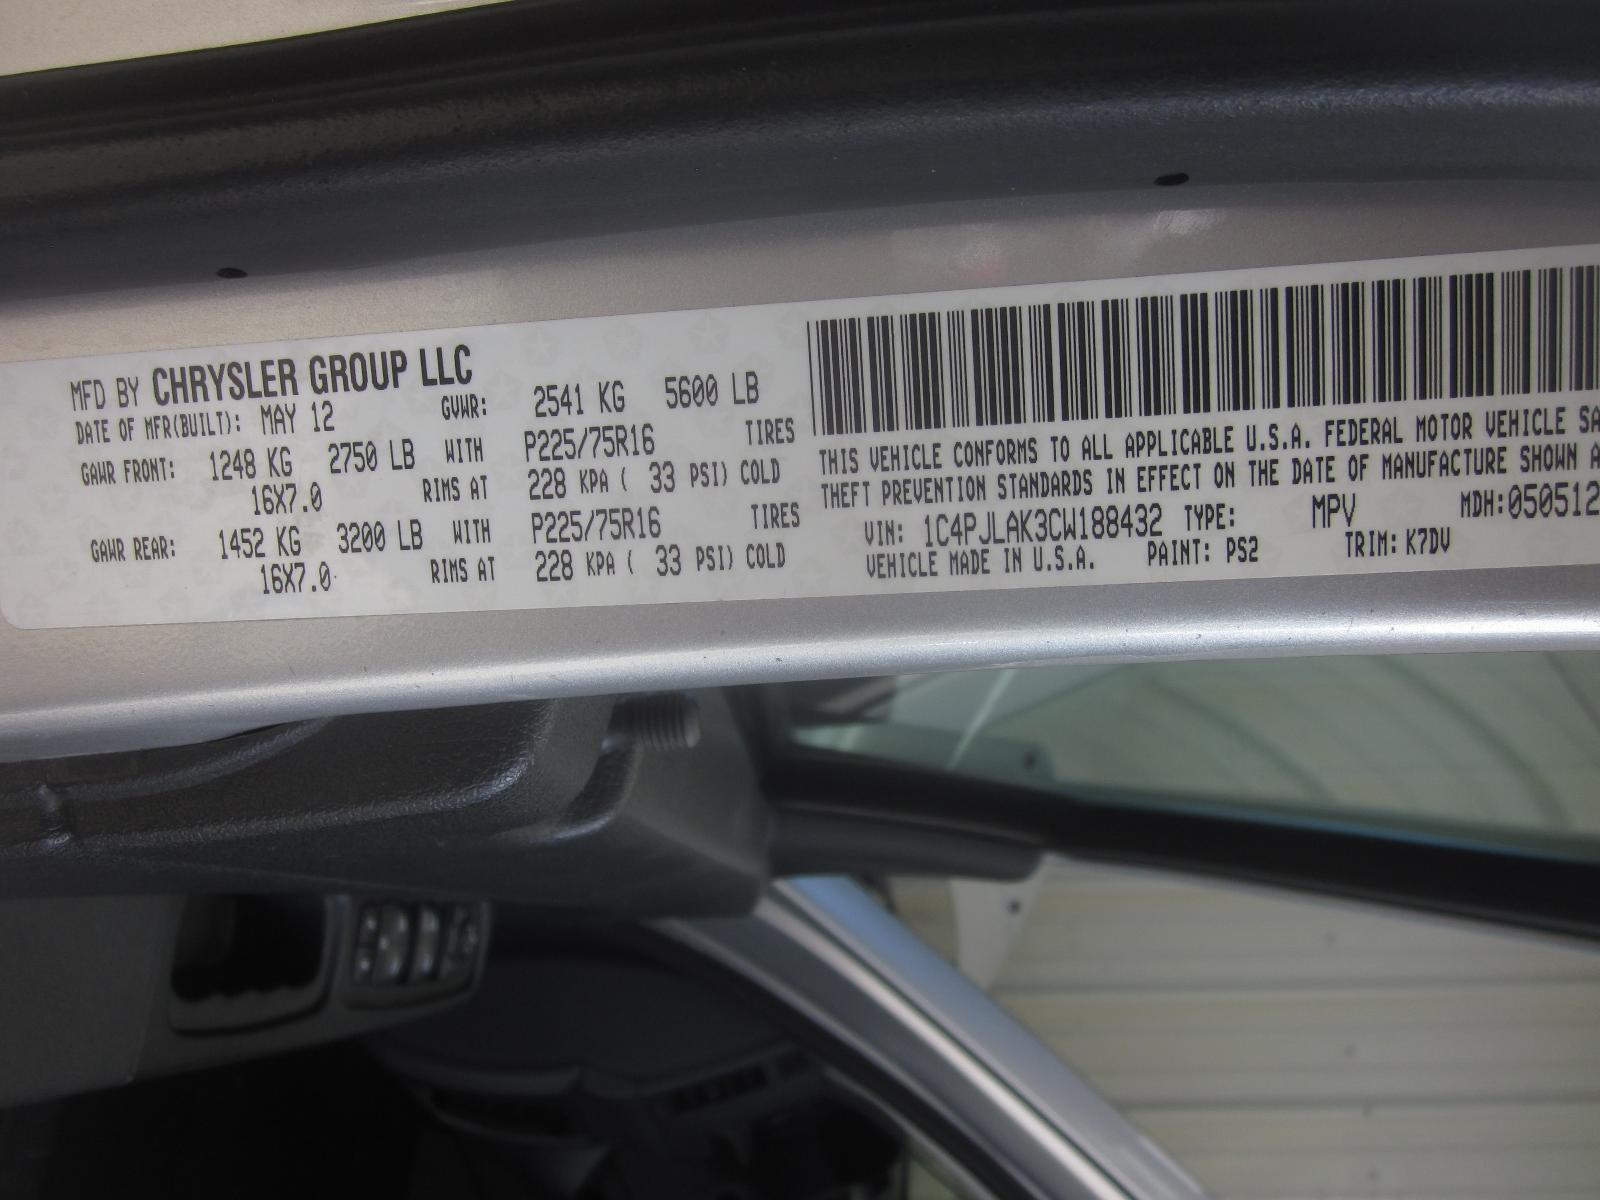 MFD BY CHRYSLER GROUP LLC
DATE OF MFR(BUILT): MAY 12 GVWR: 2541 KG 5600 LB
GAWR FRONT: 1248 KG 2750 LB WITH P225/75R16 TIRES
16X7.0 RIMS AT 228 KPA ( 33 PSI) COLD
GAWR REAR: 1452 KG 3200 LB WITH P225/75R16 TIRES
16X7.0 RIMS AT 228 KPA ( 33 PSI) COLD
THIS VEHICLE CONFORMS TO ALL APPLICABLE U.S.A. FEDERAL MOTOR VEHICLE SA
THEFT PREVENTION STANDARDS IN EFFECT ON THE DATE OF MANUFACTURE SHOWN A
VIN: 1C4PJLAK3CW188432 TYPE: MPV MDH:050512
VEHICLE MADE IN U.S.A. PAINT: PS2 TRIM: K7DV